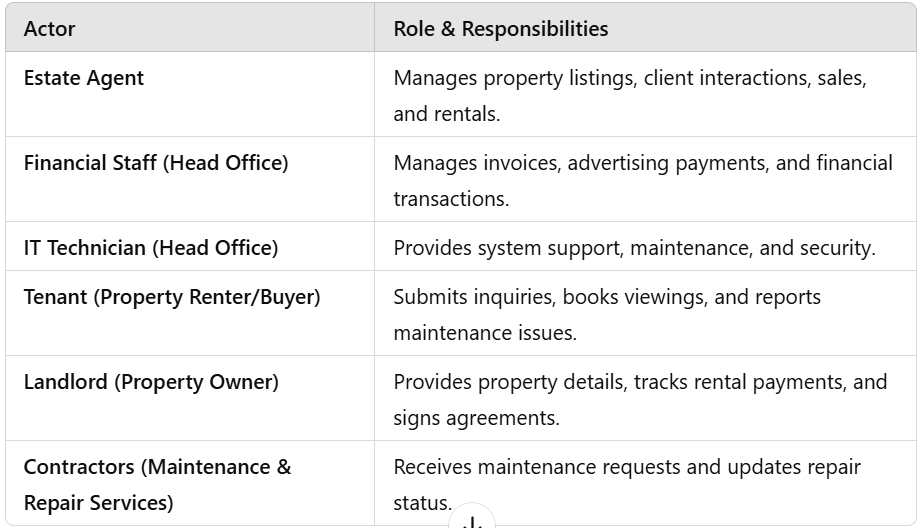 Actor
Role & Responsibilities
Estate Agent
Manages property listings, client interactions, sales,
and rentals.
Financial Staff (Head Office)
Manages invoices, advertising payments, and financial
transactions.
IT Technician (Head Office)
Provides system support, maintenance, and security.
Tenant (Property Renter/Buyer)
Submits inquiries, books viewings, and reports
maintenance issues.
Landlord (Property Owner)
Provides property details, tracks rental payments, and
signs agreements.
Contractors (Maintenance &
Repair Services)
Receives maintenance requests and updates repair
status.